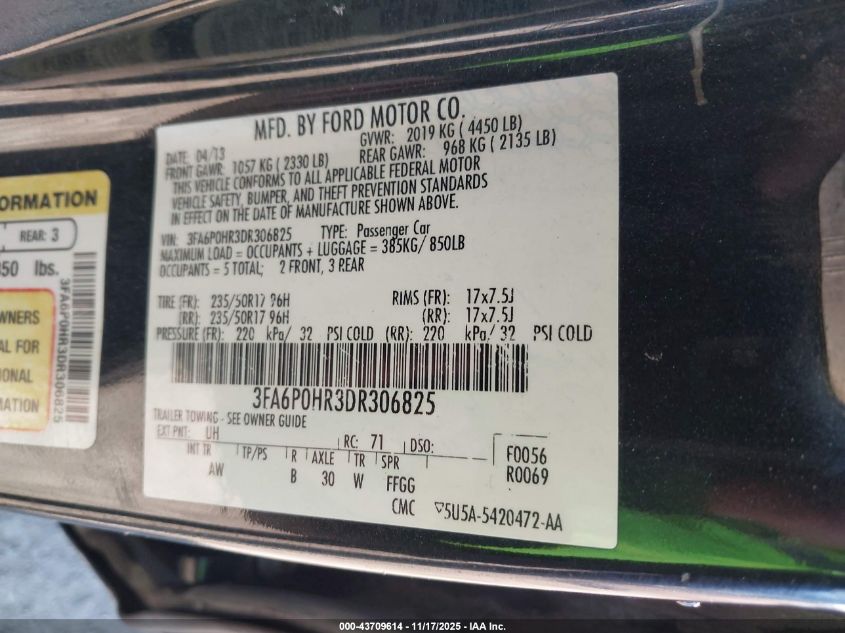 MFD. BY FORD MOTOR CO.
DATE: 04/13 GVWR: 2019 KG ( 4450 LB)
FRONT GAWR: 1057 KG ( 2330 LB) REAR GAWR: 968 KG ( 2135 LB)
THIS VEHICLE CONFORMS TO ALL APPLICABLE FEDERAL MOTOR
VEHICLE SAFETY, BUMPER, AND THEFT PREVENTION STANDARDS
IN EFFECT ON THE DATE OF MANUFACTURE SHOWN ABOVE.
VIN: 3FA6P0HR3DR306825 TYPE: Passenger Car
MAXIMUM LOAD = OCCUPANTS + LUGGAGE = 385KG/ 850LB
OCCUPANTS = 5 TOTAL; 2 FRONT, 3 REAR
TIRE (FR): 235/50R17 96H RIMS (FR): 17x7.5J
(RR): 235/50R17 96H (RR): 17x7.5J
PRESSURE (FR): 220 kPa/ 32 PSI COLD (RR): 220 kPa/ 32 PSI COLD
3FA6P0HR3DR306825
TRAILER TOWING - SEE OWNER GUIDE
EXT PNT: UH RC: 71 DSO: F0056
INT TR TP/PS R AXLE TR SPR R0069
AW B 30 W FFGG
CMC ▽5U5A-5420472-AA
ORMATION
REAR: 3
850 lbs.
WNERS
AL FOR
IONAL
MATION
3FA6P0HR3DR306825
000-43709614 - 11/17/2025 - IAA Inc.